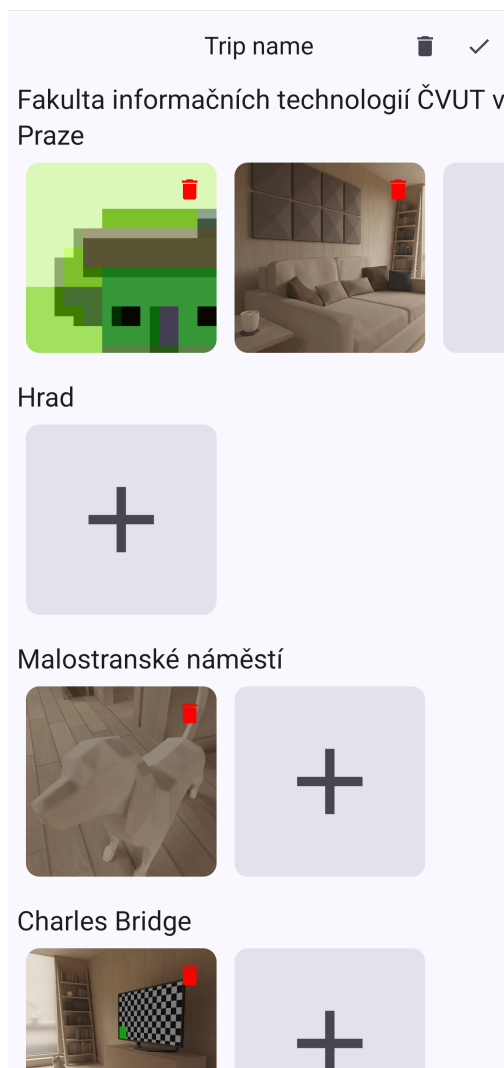 Trip name
Fakulta informačních technologií ČVUT v
Praze
Hrad
Malostranské náměstí
Charles Bridge